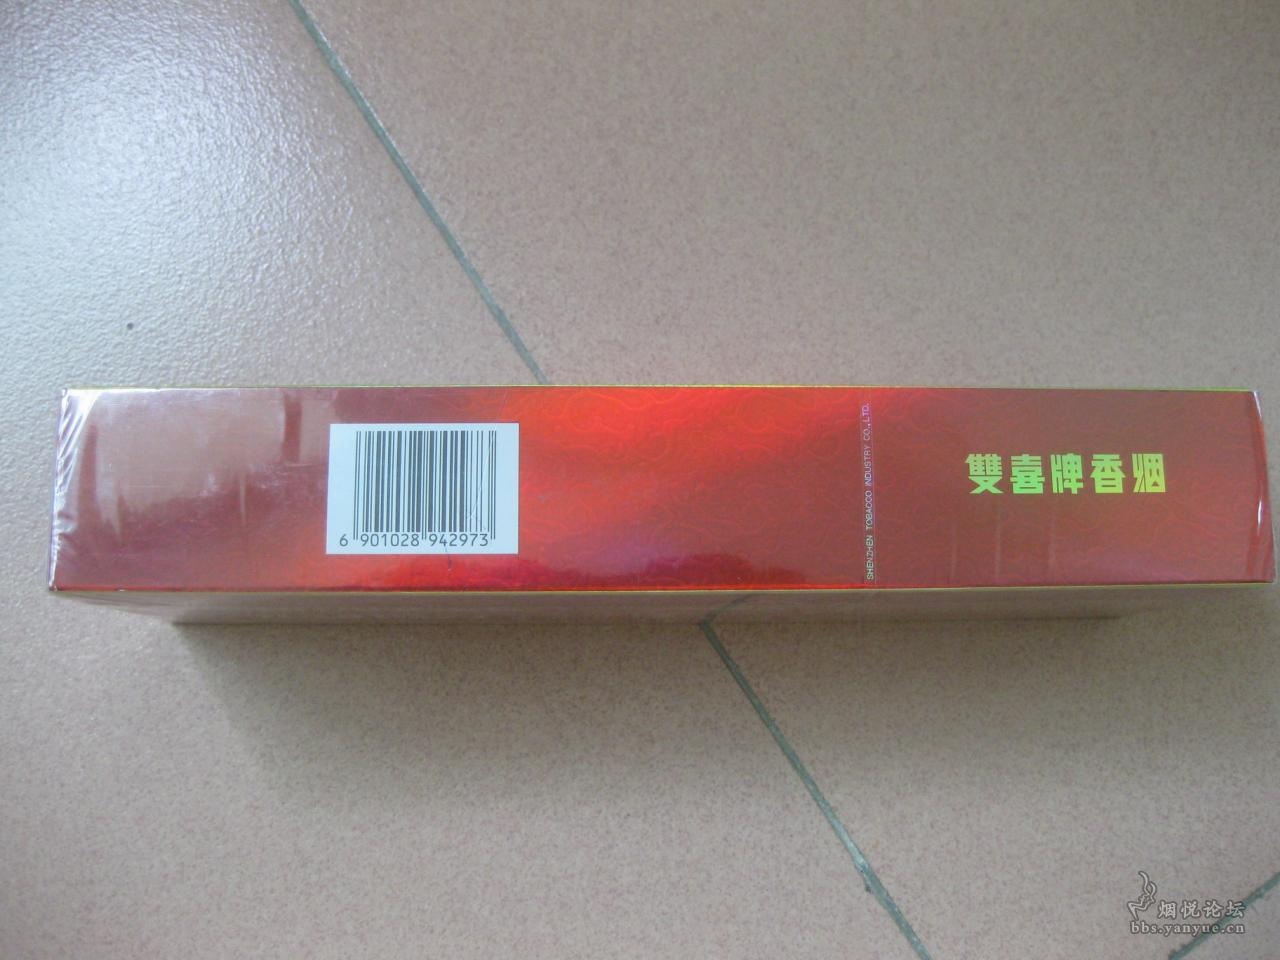 雙喜牌香烟
SHENZHEN TOBACCO INDUSTRY CO.,LTD.
6 901028 942973
烟悦论坛
bbs.yanyue.cn